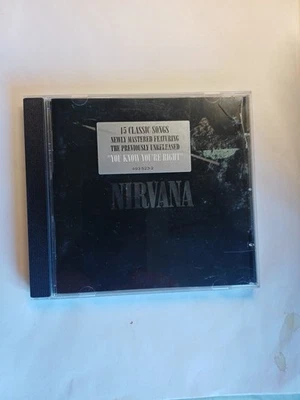 15 CLASSIC SONGS
NEWLY MASTERED FEATURING
THE PREVIOUSLY UNRELEASED
"YOU KNOW YOU'RE RIGHT"
NIRVANA